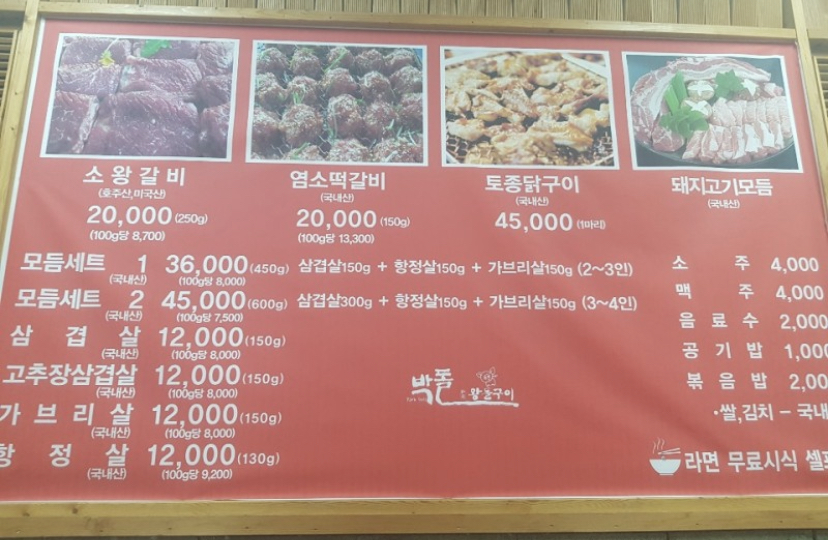 소 왕 갈 비
(호주산,미국산)
20,000(250g)
(100g당 8,700)
염소떡갈비
(국내산)
20,000(150g)
(100g당 13,300)
토종닭구이
(국내산)
45,000(1마리)
돼지고기모듬
(국내산)
모듬세트 1 36,000(450g) 삼겹살150g + 항정살150g + 가브리살150g (2~3인)
(국내산) (100g당 8,000)
모듬세트 2 45,000(600g) 삼겹살300g + 항정살150g + 가브리살150g (3~4인)
(국내산) (100g당 7,500)
삼 겹 살 12,000(150g)
(국내산) (100g당 8,000)
고추장삼겹살 12,000(150g)
(국내산) (100g당 8,000)
가브리살 12,000(150g)
(국내산) (100g당 8,000)
항 정 살 12,000(130g)
(국내산) (100g당 9,200)
박돌
왕눈구이
소 주 4,000
맥 주 4,000
음 료 수 2,000
공 기 밥 1,000
볶 음 밥 2,00
·쌀,김치 - 국내
라면 무료시식 셀프